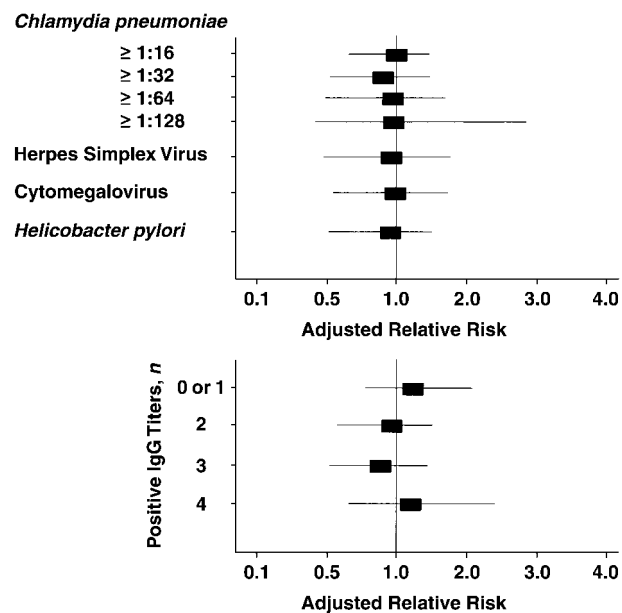 Chlamydia pneumoniae
≥ 1:16
≥ 1:32
≥ 1:64
≥ 1:128
Herpes Simplex Virus
Cytomegalovirus
Helicobacter pylori
0.1 0.5 1.0 2.0 3.0 4.0
Adjusted Relative Risk
Positive IgG Titers, n
0 or 1
2
3
4
0.1 0.5 1.0 2.0 3.0 4.0
Adjusted Relative Risk